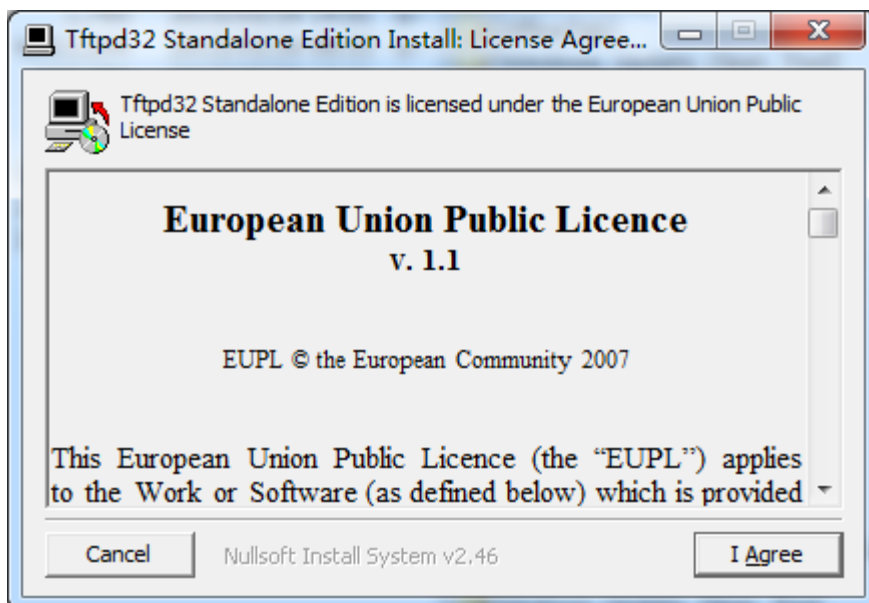 Tftpd32 Standalone Edition Install: License Agree...
Tftpd32 Standalone Edition is licensed under the European Union Public
License
European Union Public Licence
v. 1.1
EUPL © the European Community 2007
This European Union Public Licence (the “EUPL”) applies
to the Work or Software (as defined below) which is provided
Cancel
Nullsoft Install System v2.46
I Agree